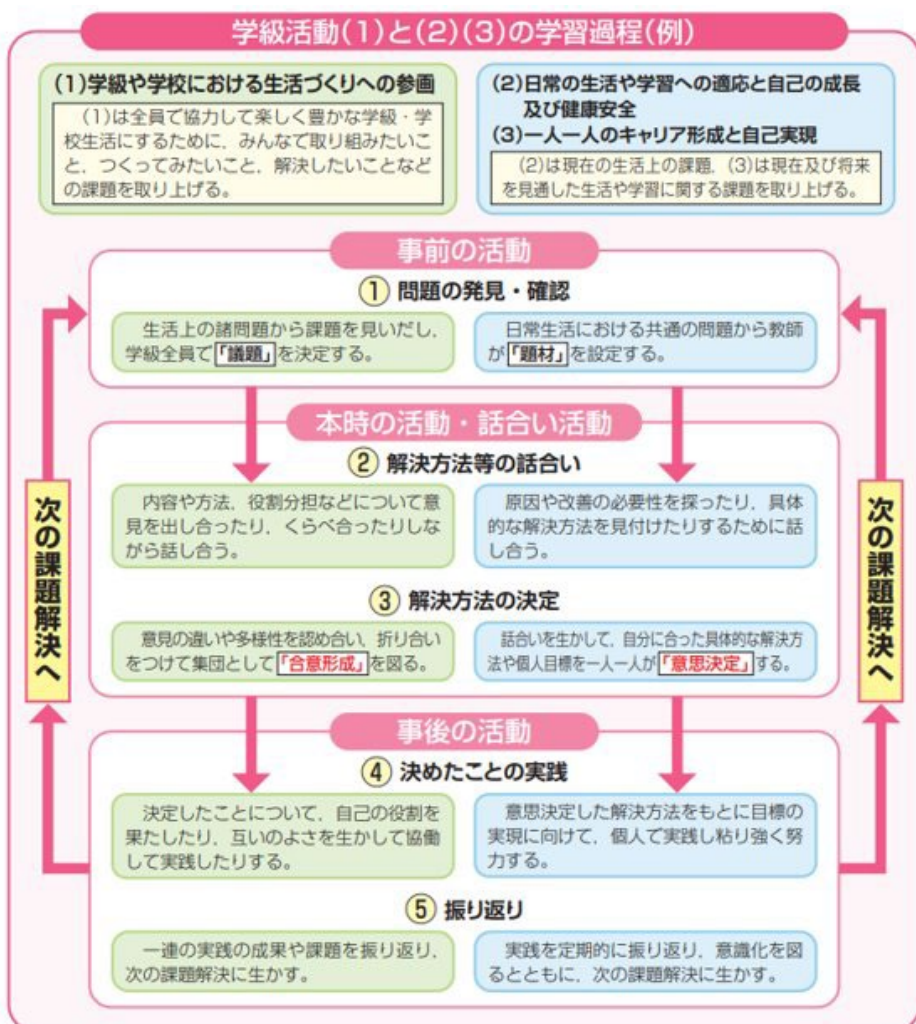 学級活動(1)と(2)(3)の学習過程(例)
(1)学級や学校における生活づくりへの参画
(1)は全員で協力して楽しく豊かな学級・学
校生活にするために，みんなで取り組みたいこ
と，つくってみたいこと，解決したいことなど
の課題を取り上げる。
(2)日常の生活や学習への適応と自己の成長
及び健康安全
(3)一人一人のキャリア形成と自己実現
(2)は現在の生活上の課題，(3)は現在及び将来
を見通した生活や学習に関する課題を取り上げる。
事前の活動
① 問題の発見・確認
生活上の諸問題から課題を見いだし，
学級全員で「議題」を決定する。
日常生活における共通の問題から教師
が「題材」を設定する。
本時の活動・話合い活動
② 解決方法等の話合い
内容や方法，役割分担などについて意
見を出し合ったり，くらべ合ったりしな
がら話し合う。
原因や改善の必要性を探ったり，具体
的な解決方法を見付けたりするために話
し合う。
③ 解決方法の決定
意見の違いや多様性を認め合い，折り合い
をつけて集団として「合意形成」を図る。
話合いを生かして，自分に合った具体的な解決方
法や個人目標を一人一人が「意思決定」する。
事後の活動
④ 決めたことの実践
決定したことについて，自己の役割を
果たしたり，互いのよさを生かして協働
して実践したりする。
意思決定した解決方法をもとに目標の
実現に向けて，個人で実践し粘り強く努
力する。
⑤ 振り返り
一連の実践の成果や課題を振り返り，
次の課題解決に生かす。
実践を定期的に振り返り，意識化を図
るとともに，次の課題解決に生かす。
次の課題解決へ
次の課題解決へ